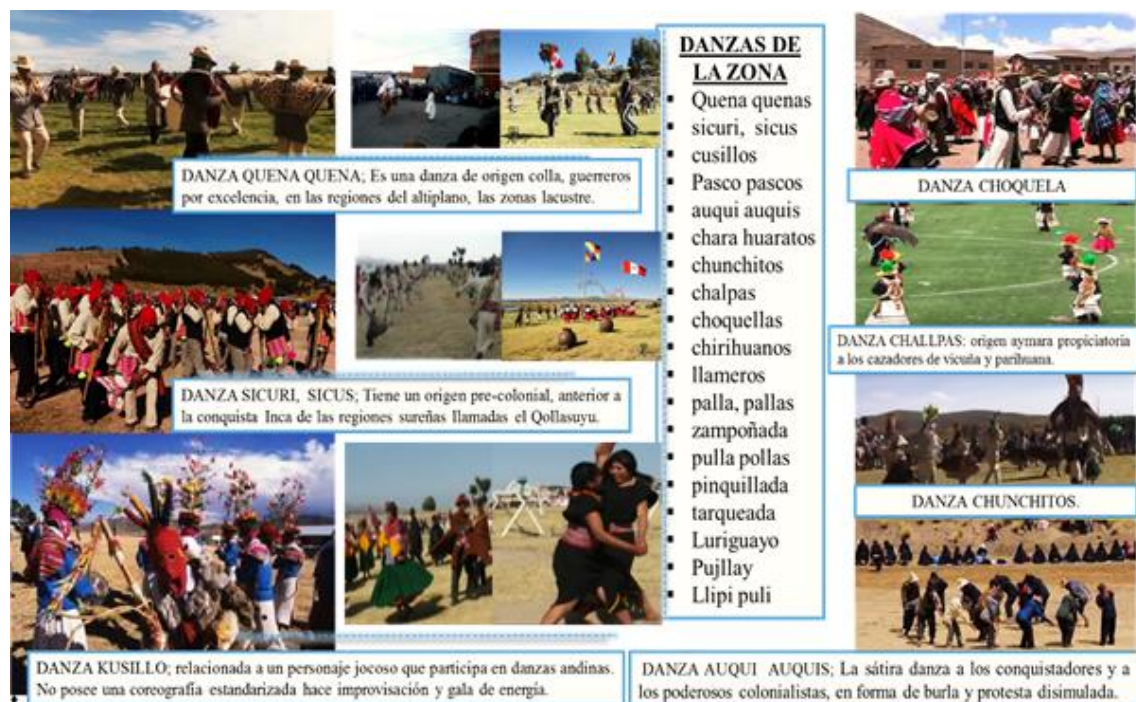 DANZA QUENA QUENA; Es una danza de origen colla, guerreros
por excelencia, en las regiones del altiplano, las zonas lacustre.
DANZA SICURI, SICUS; Tiene un origen pre-colonial, anterior a
la conquista Inca de las regiones sureñas llamadas el Qollasuyu.
DANZA KUSILLO; relacionada a un personaje jocoso que participa en danzas andinas.
No posee una coreografía estandarizada hace improvisación y gala de energía.
DANZAS DE
LA ZONA
▪ Quena quenas
▪ sicuri, sicus
▪ cusillos
▪ Pasco pascos
▪ auqui auquis
▪ chara huaratos
▪ chunchitos
▪ chalpas
▪ choquellas
▪ chirihuanos
▪ llameros
▪ palla, pallas
▪ zampoñada
▪ pulla pollas
▪ pinquillada
▪ tarqueada
▪ Luriguayo
▪ Pujllay
▪ Llipi puli
DANZA CHOQUELA
DANZA CHALLPAS: origen aymara propiciatoria
a los cazadores de vicuña y parihuana.
DANZA CHUNCHITOS.
DANZA AUQUI AUQUIS; La sátira danza a los conquistadores y a
los poderosos colonialistas, en forma de burla y protesta disimulada.